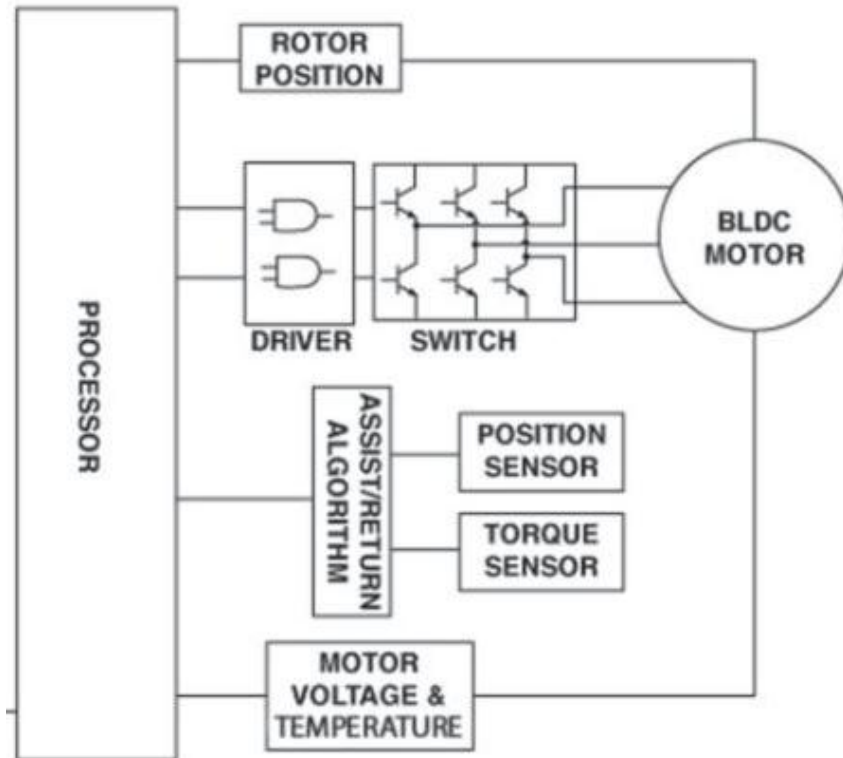 ROTOR
POSITION
BLDC
MOTOR
DRIVER
SWITCH
PROCESSOR
ASSIST/RETURN
ALGORITHM
POSITION
SENSOR
TORQUE
SENSOR
MOTOR
VOLTAGE &
TEMPERATURE